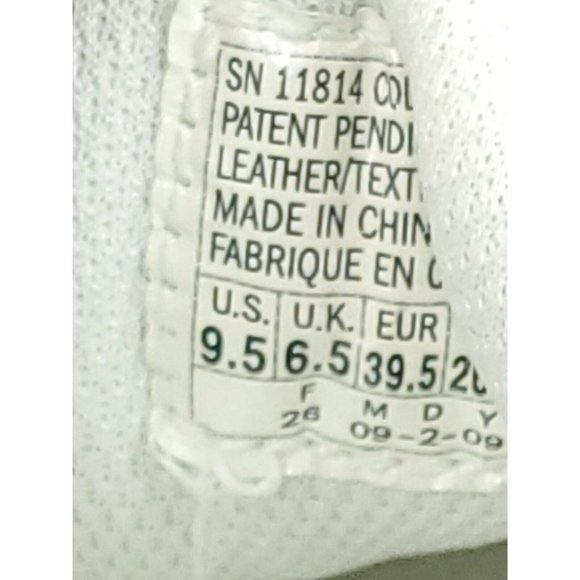 SN 11814 COL
PATENT PENDI
LEATHER/TEXT
MADE IN CHIN
FABRIQUE EN C
U.S. U.K. EUR
9.5 6.5 39.5 2
F M D Y
26 09-2-09